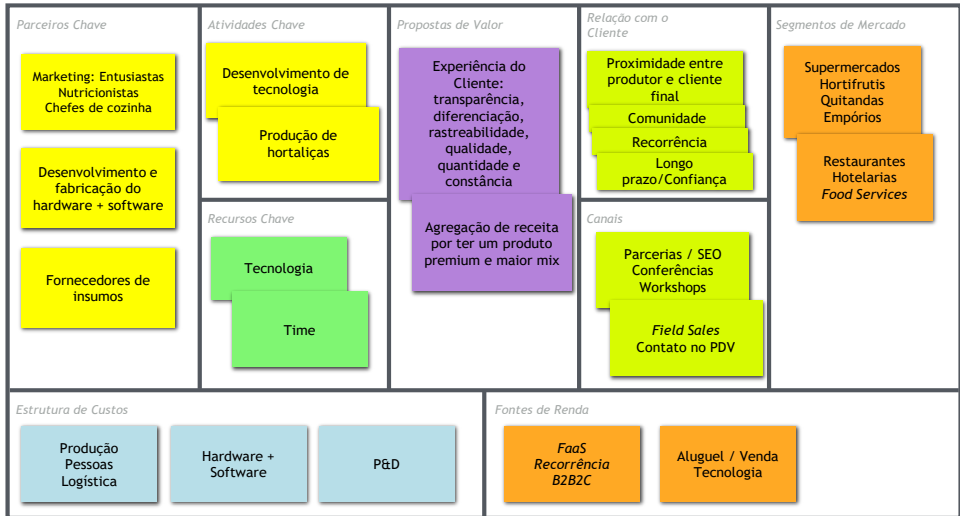 Parceiros Chave
Marketing: Entusiastas
Nutricionistas
Chefes de cozinha
Desenvolvimento e
fabricação do
hardware + software
Fornecedores de
insumos
Atividades Chave
Desenvolvimento de
tecnologia
Produção de
hortaliças
Recursos Chave
Tecnologia
Time
Propostas de Valor
Experiência do
Cliente:
transparência,
diferenciação,
rastreabilidade,
qualidade,
quantidade e
constância
Agregação de receita
por ter um produto
premium e maior mix
Relação com o
Cliente
Proximidade entre
produtor e cliente
final
Comunidade
Recorrência
Longo
prazo/Confiança
Canais
Parcerias / SEO
Conferências
Workshops
Field Sales
Contato no PDV
Segmentos de Mercado
Supermercados
Hortifrutis
Quitandas
Empórios
Restaurantes
Hotelarias
Food Services
Estrutura de Custos
Produção
Pessoas
Logística
Hardware +
Software
P&D
Fontes de Renda
FaaS
Recorrência
B2B2C
Aluguel / Venda
Tecnologia